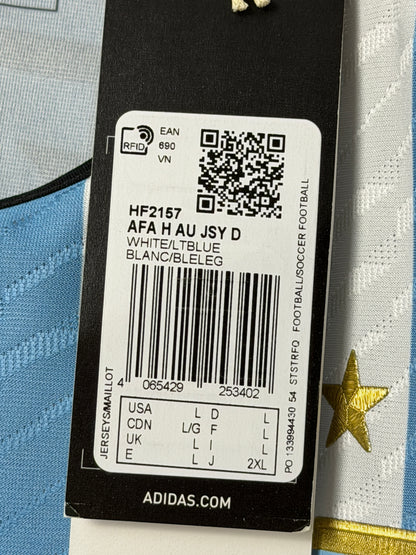 RFID
EAN
690
VN
HF2157
AFA H AU JSY D
WHITE/LTBLUE
BLANC/BLELEG
4 065429 253402
USA L D L
CDN L/G F L
UK L I L
E L J 2XL
JERSEYS/MAILLOT
PO 133994430 54 STSTRFQ FOOTBALL/SOCCER FOOTBALL
ADIDAS.COM